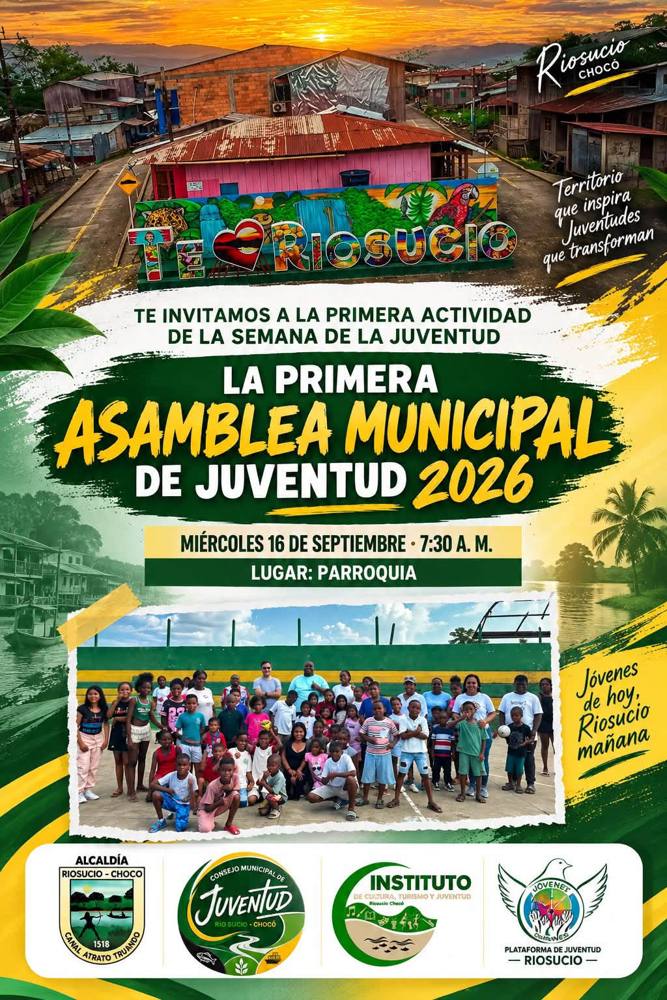 Riosucio
CHOCÓ
Territorio
que inspira
Juventudes
que transforman
TE RIOSUCIO
TE INVITAMOS A LA PRIMERA ACTIVIDAD
DE LA SEMANA DE LA JUVENTUD
LA PRIMERA
ASAMBLEA MUNICIPAL
DE JUVENTUD 2026
MIÉRCOLES 16 DE SEPTIEMBRE · 7:30 A. M.
LUGAR: PARROQUIA
Jóvenes
de hoy,
Riosucio
mañana
ALCALDÍA
RIOSUCIO - CHOCO
1518
CANAL ATRATO TRUANDO
CONSEJO MUNICIPAL DE
JUVENTUD
RIO SUCIO - CHOCÓ
INSTITUTO
DE CULTURA, TURISMO Y JUVENTUD
Riosucio Chocó
JÓVENES
PLATAFORMA DE JUVENTUD
— RIOSUCIO —